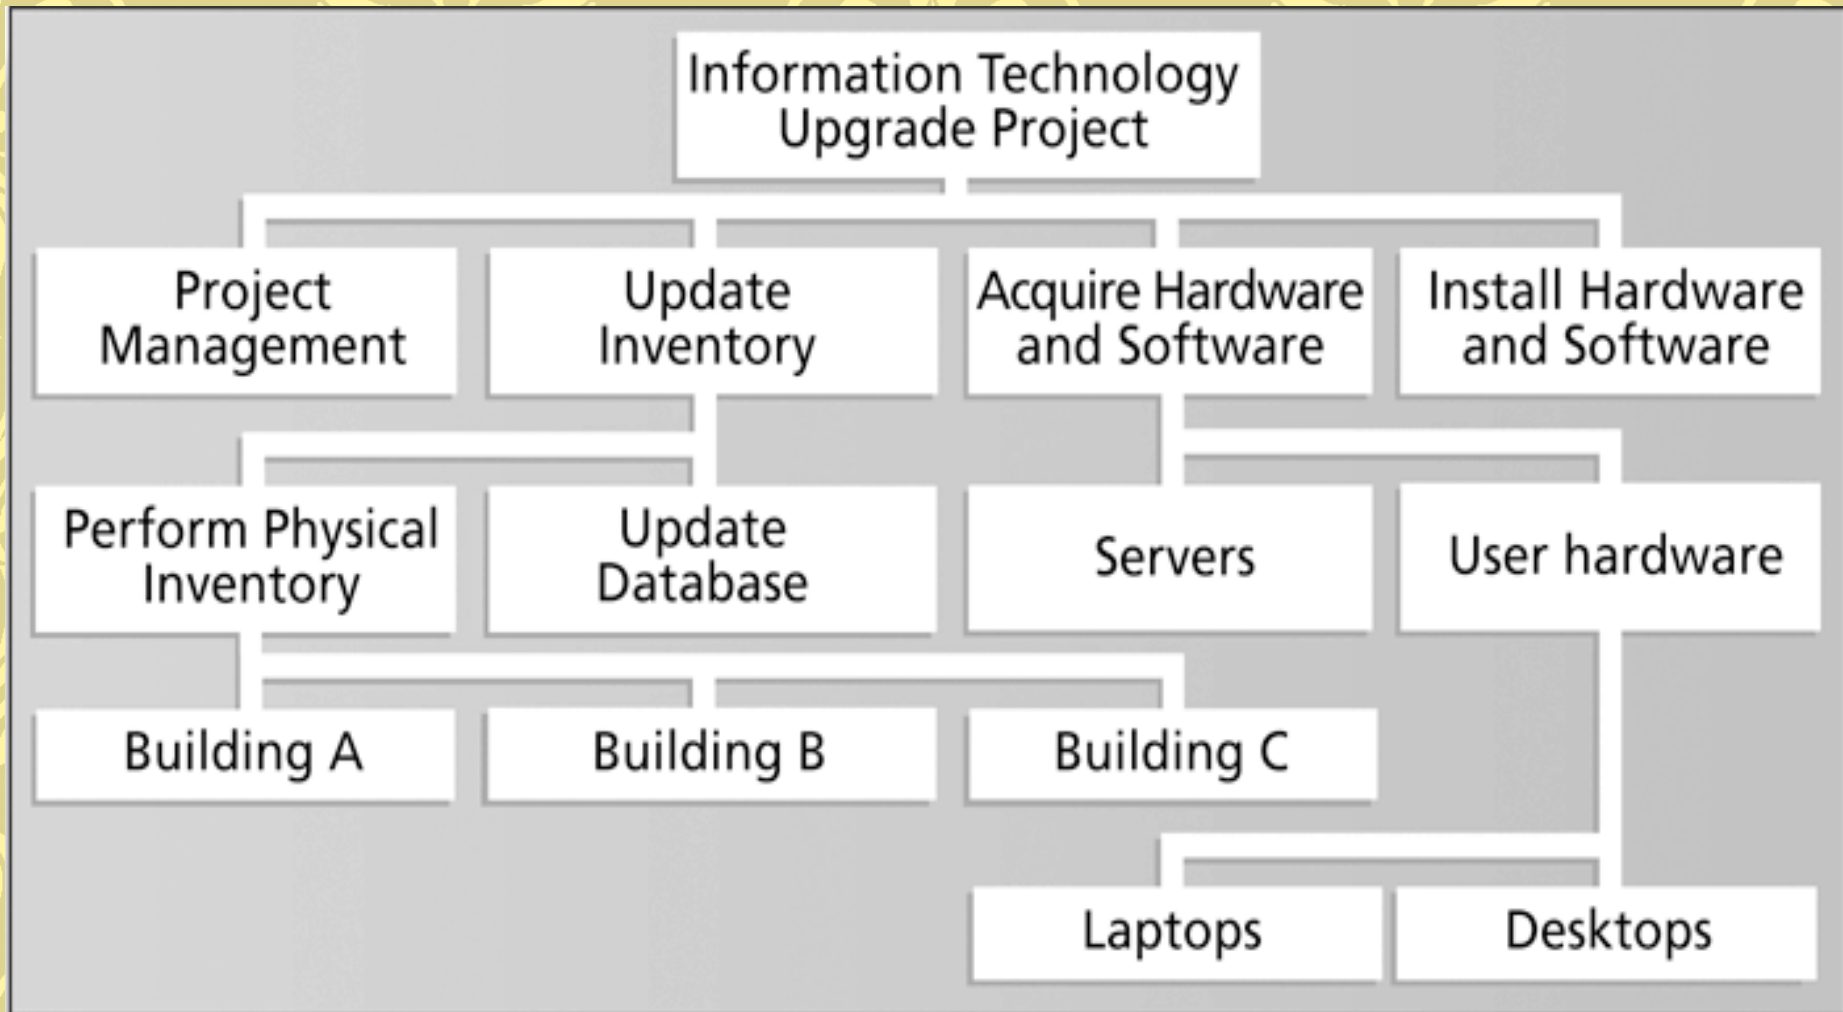 Information Technology
Upgrade Project
Project
Management
Update
Inventory
Acquire Hardware
and Software
Install Hardware
and Software
Perform Physical
Inventory
Update
Database
Servers
User hardware
Building A
Building B
Building C
Laptops
Desktops